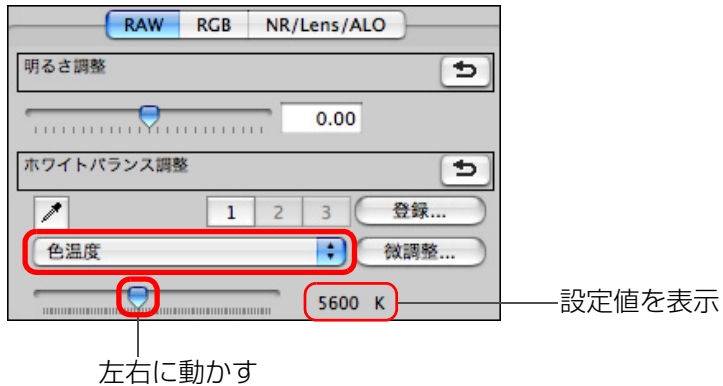 RAW RGB NR/Lens/ALO
明るさ調整
0.00
ホワイトバランス調整
1 2 3 登録...
色温度 微調整...
5600 K
設定値を表示
左右に動かす